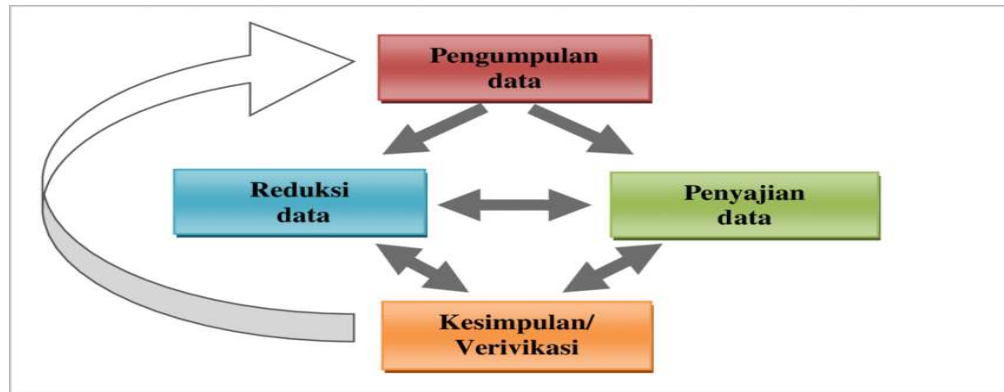 Pengumpulan
data
Reduksi
data
Penyajian
data
Kesimpulan/
Verivikasi